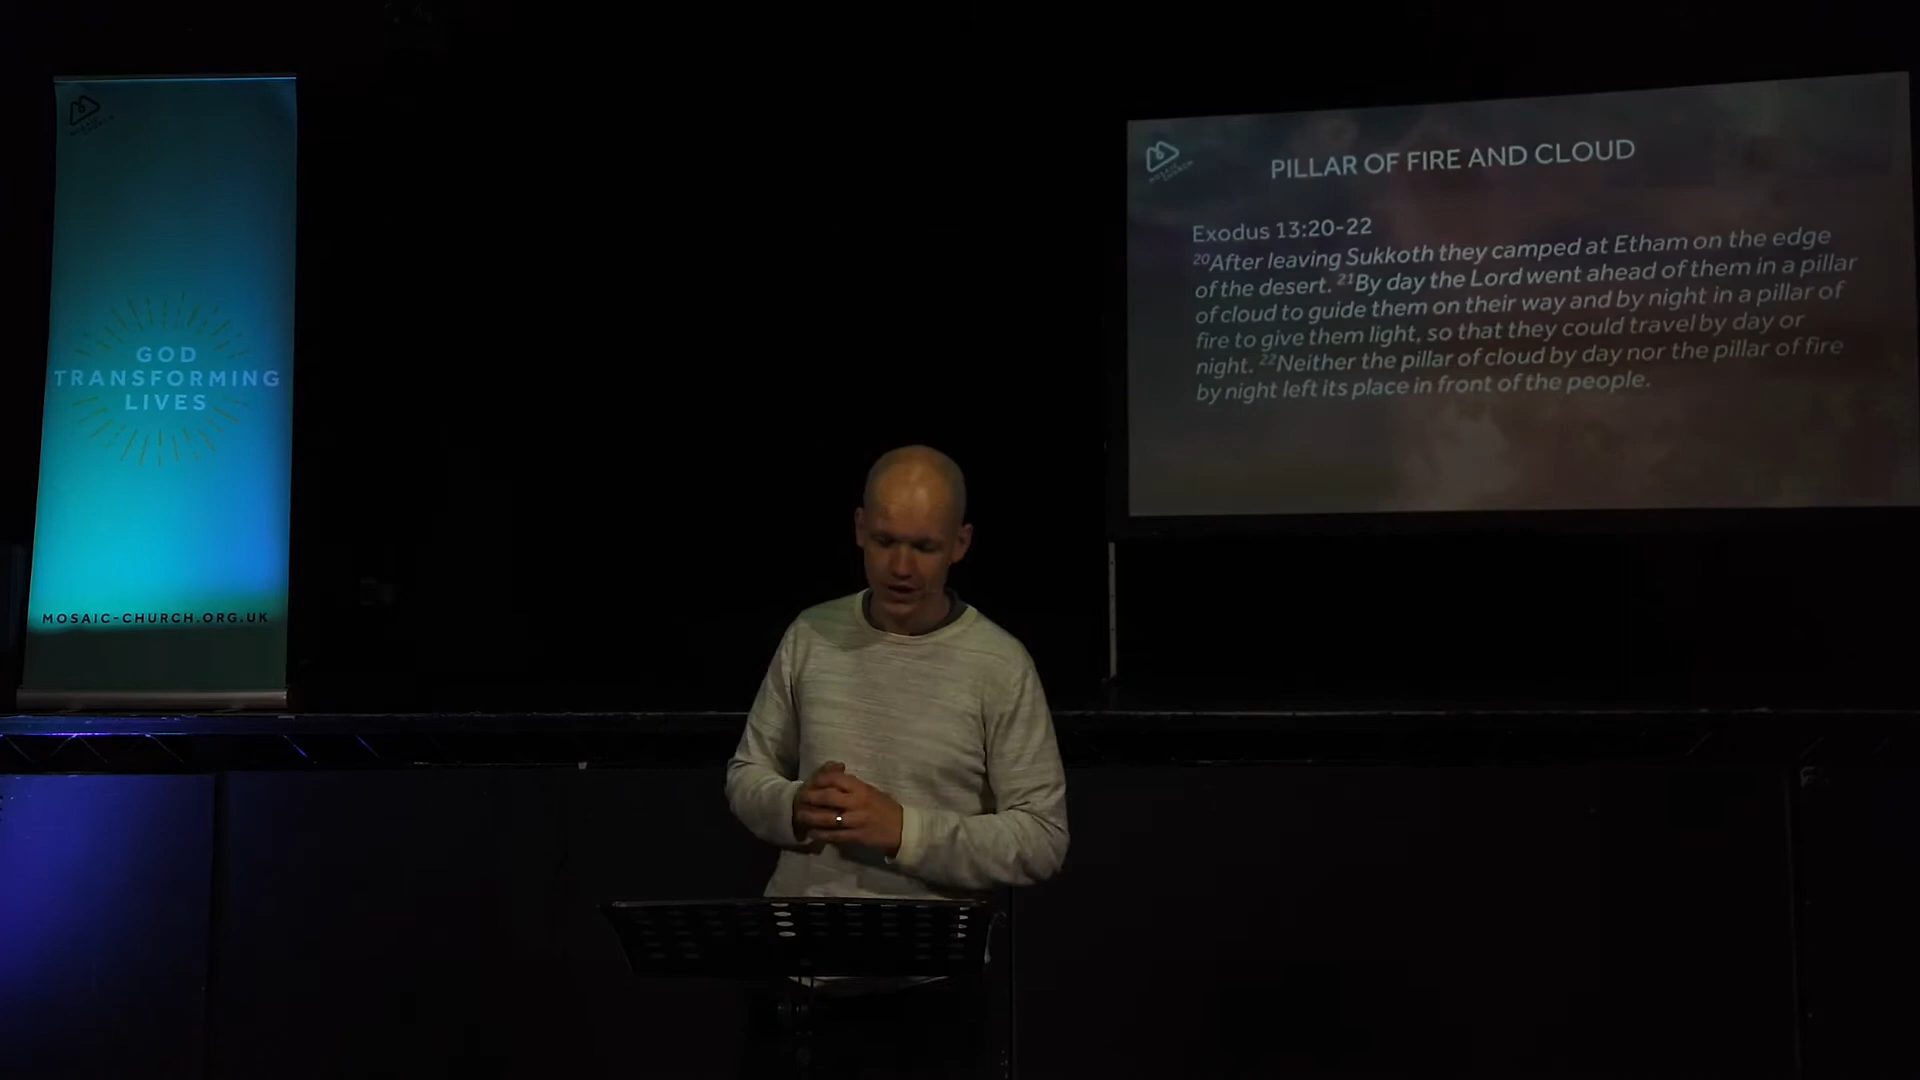 MOSAIC
CHURCH
GOD
TRANSFORMING
LIVES
MOSAIC-CHURCH.ORG.UK
MOSAIC
CHURCH
PILLAR OF FIRE AND CLOUD
Exodus 13:20-22
²⁰After leaving Sukkoth they camped at Etham on the edge
of the desert. ²¹By day the Lord went ahead of them in a pillar
of cloud to guide them on their way and by night in a pillar of
fire to give them light, so that they could travel by day or
night. ²²Neither the pillar of cloud by day nor the pillar of fire
by night left its place in front of the people.